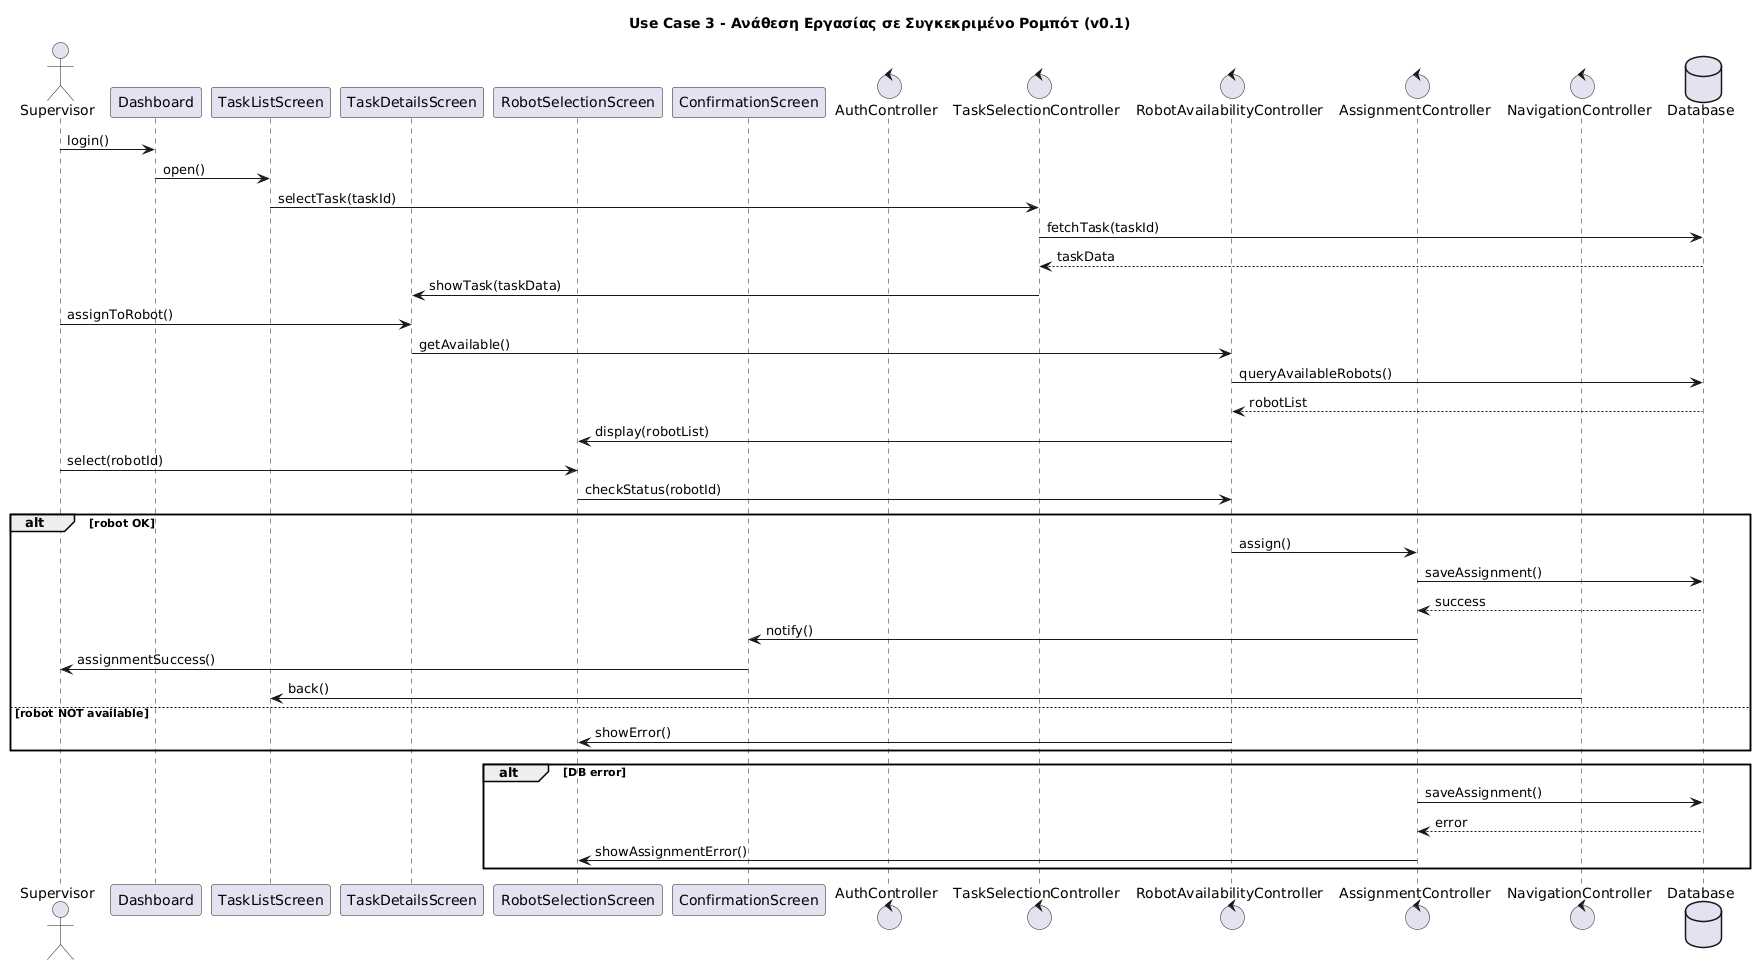 Use Case 3 - Ανάθεση Εργασίας σε Συγκεκριμένο Ρομπότ (v0.1)
Supervisor
Dashboard
TaskListScreen
TaskDetailsScreen
RobotSelectionScreen
ConfirmationScreen
AuthController
TaskSelectionController
RobotAvailabilityController
AssignmentController
NavigationController
Database
login()
open()
selectTask(taskId)
fetchTask(taskId)
taskData
showTask(taskData)
assignToRobot()
getAvailable()
queryAvailableRobots()
robotList
display(robotList)
select(robotId)
checkStatus(robotId)
alt [robot OK]
assign()
saveAssignment()
success
notify()
assignmentSuccess()
back()
[robot NOT available]
showError()
alt [DB error]
saveAssignment()
error
showAssignmentError()
Supervisor
Dashboard
TaskListScreen
TaskDetailsScreen
RobotSelectionScreen
ConfirmationScreen
AuthController
TaskSelectionController
RobotAvailabilityController
AssignmentController
NavigationController
Database